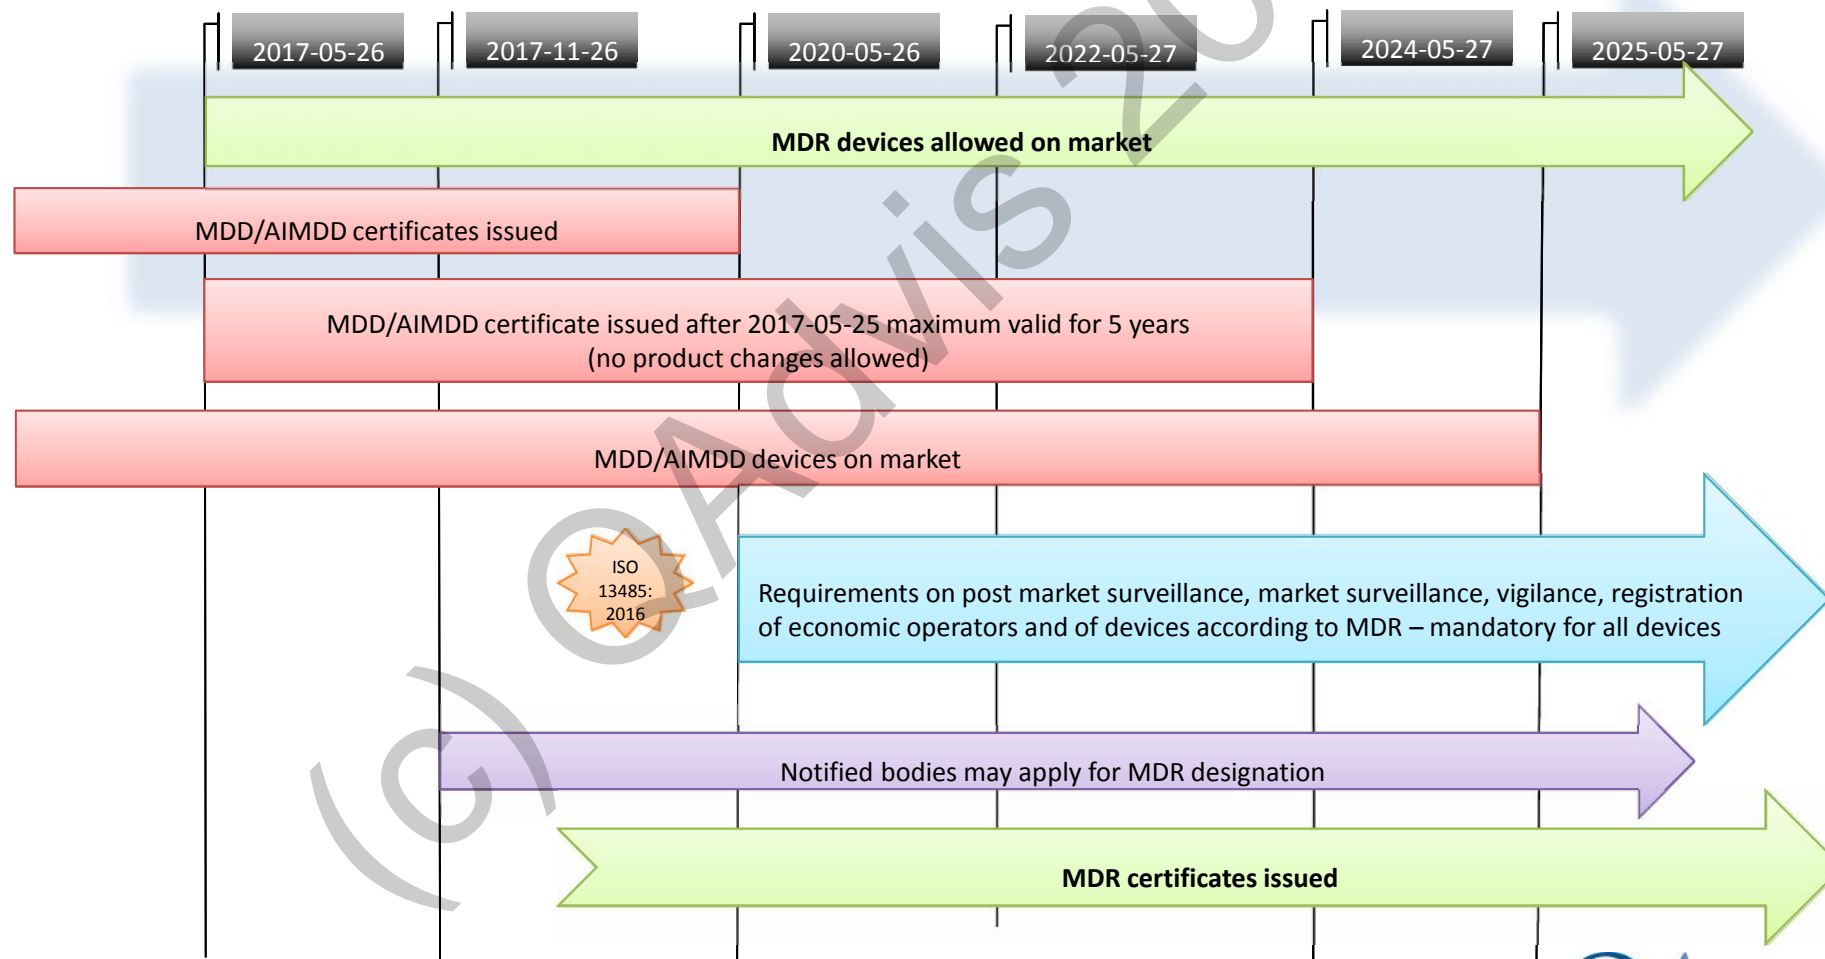 2017-05-26
2017-11-26
2020-05-26
2022-05-27
2024-05-27
2025-05-27
MDR devices allowed on market
MDD/AIMDD certificates issued
MDD/AIMDD certificate issued after 2017-05-25 maximum valid for 5 years
(no product changes allowed)
MDD/AIMDD devices on market
ISO
13485:
2016
Requirements on post market surveillance, market surveillance, vigilance, registration
of economic operators and of devices according to MDR – mandatory for all devices
Notified bodies may apply for MDR designation
MDR certificates issued
(c) QAdvis 20